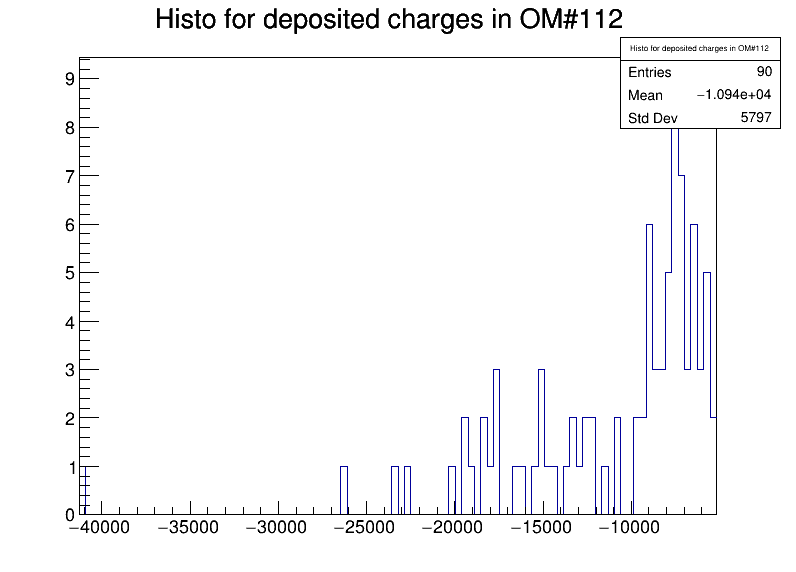 Histo for deposited charges in OM#112
Histo for deposited charges in OM#112
Entries 90
Mean −1.094e+04
Std Dev 5797
9
8
7
6
5
4
3
2
1
0
−40000 −35000 −30000 −25000 −20000 −15000 −10000